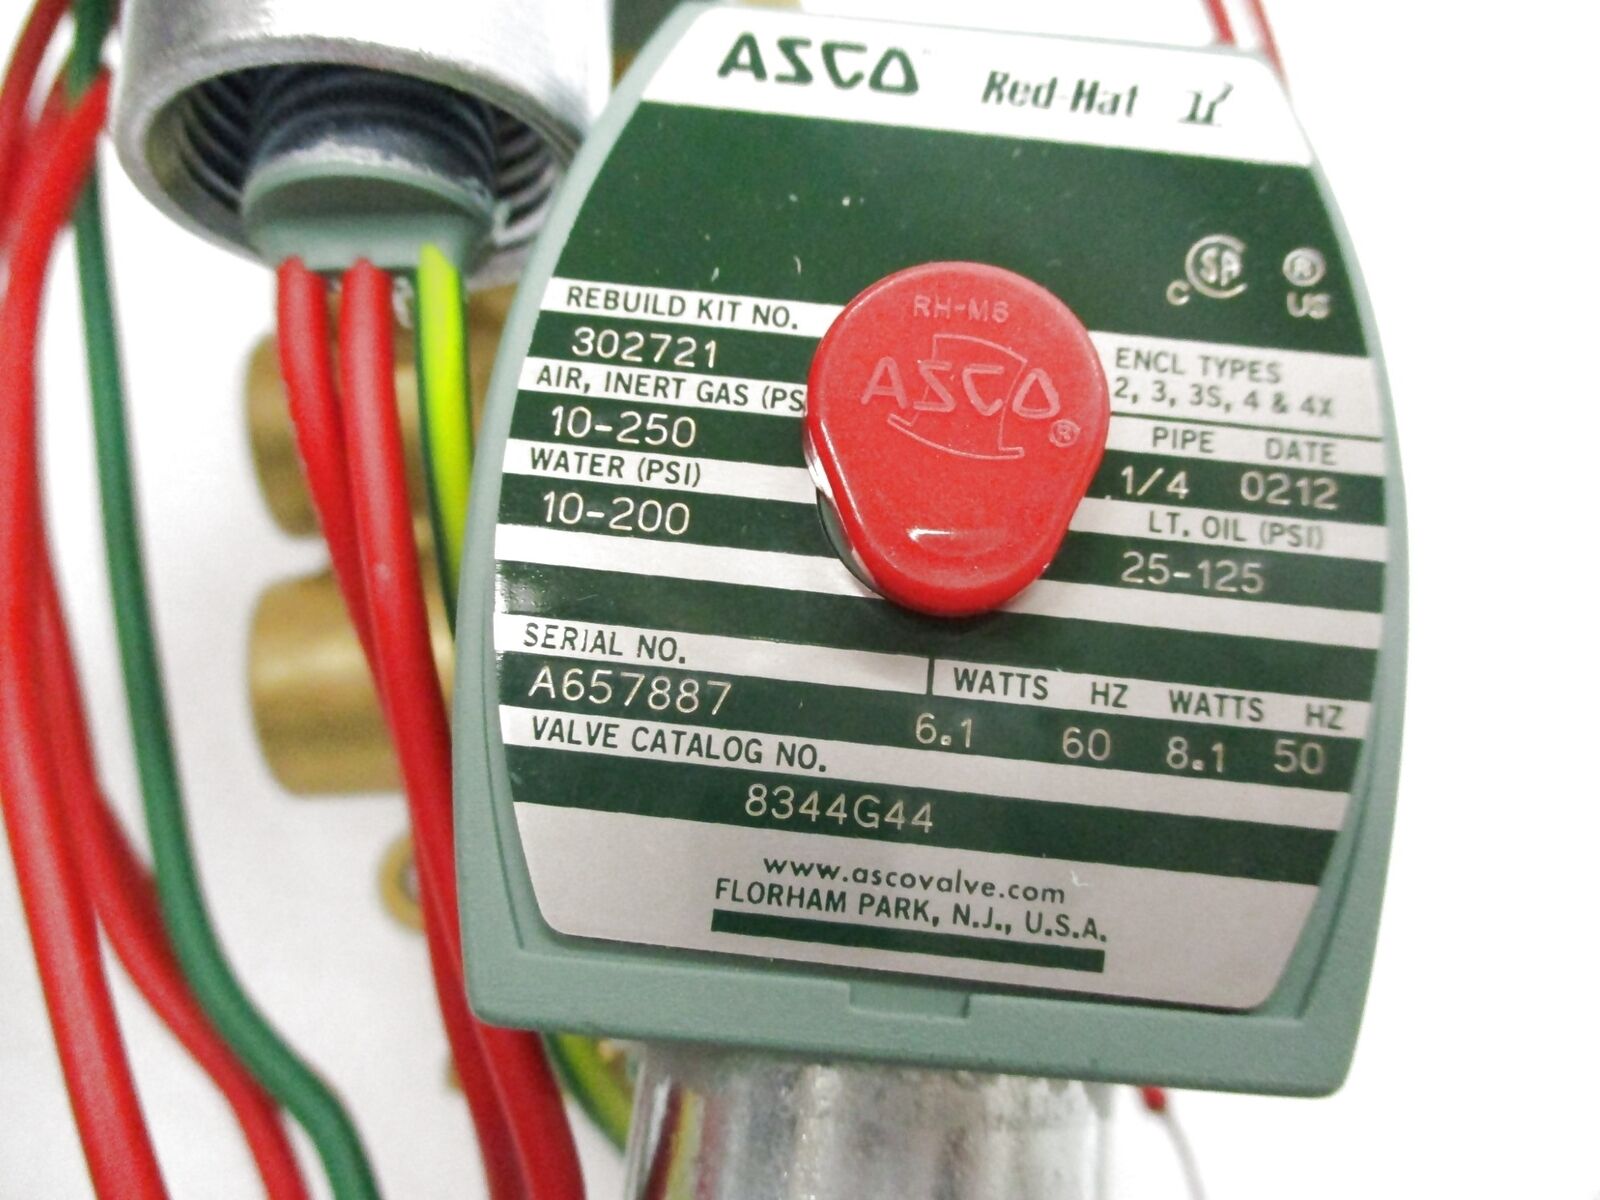 ASCO Red-Hat II
C SA ® US
REBUILD KIT NO.
302721
AIR, INERT GAS (PS
10-250
WATER (PSI)
10-200
RH-M6
ASCO ®
ENCL TYPES
2, 3, 3S, 4 & 4X
PIPE DATE
1/4 0212
LT. OIL (PSI)
25-125
SERIAL NO.
A657887
WATTS HZ WATTS HZ
6.1 60 8.1 50
VALVE CATALOG NO.
8344G44
www.ascovalve.com
FLORHAM PARK, N.J., U.S.A.